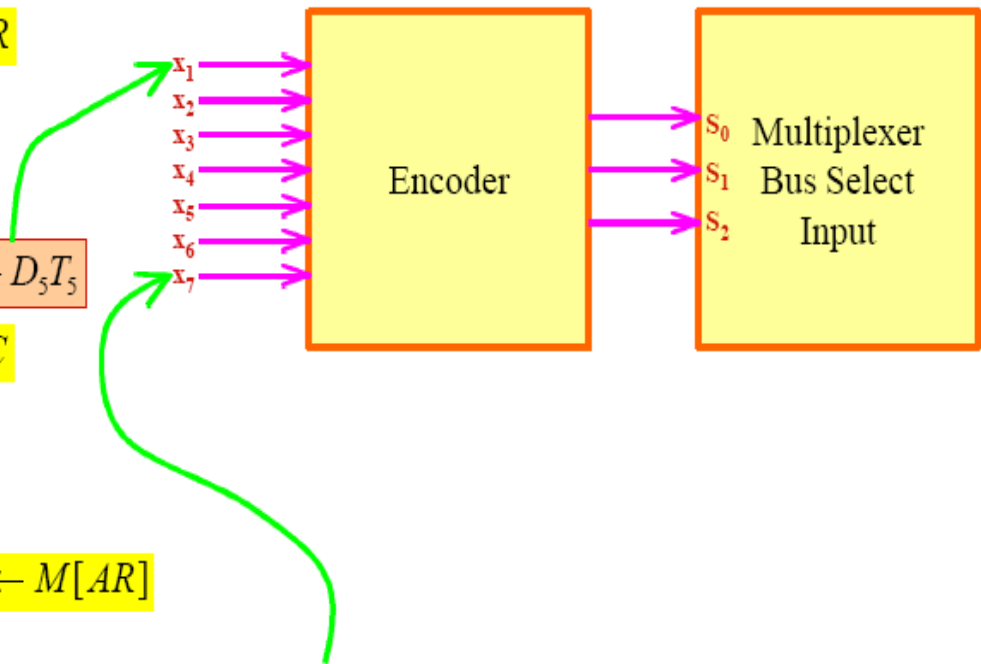 R
x₁
x₂
x₃
x₄
x₅
x₆
x₇
Encoder
S₀
S₁
S₂
Multiplexer
Bus Select
Input
D₅T₅
C
← M[AR]